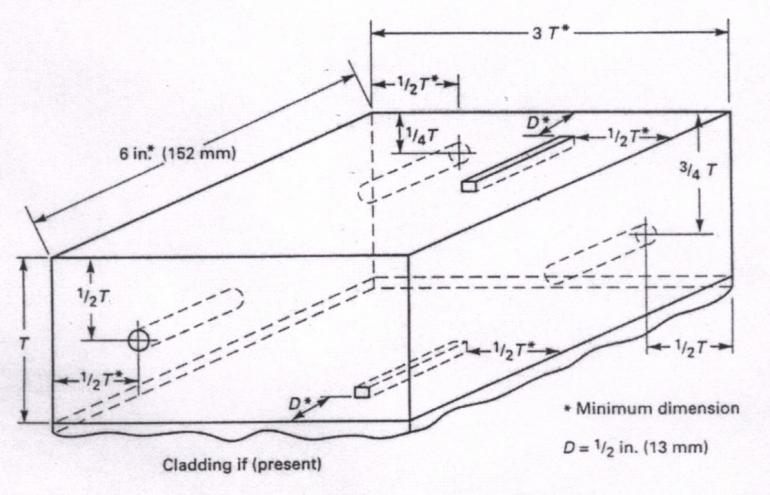 3 T*
1/2T*
1/4T
D*
1/2T*
6 in.* (152 mm)
3/4 T
1/2T
T
1/2T*
1/2T*
1/2T
D*
* Minimum dimension
D = 1/2 in. (13 mm)
Cladding if (present)